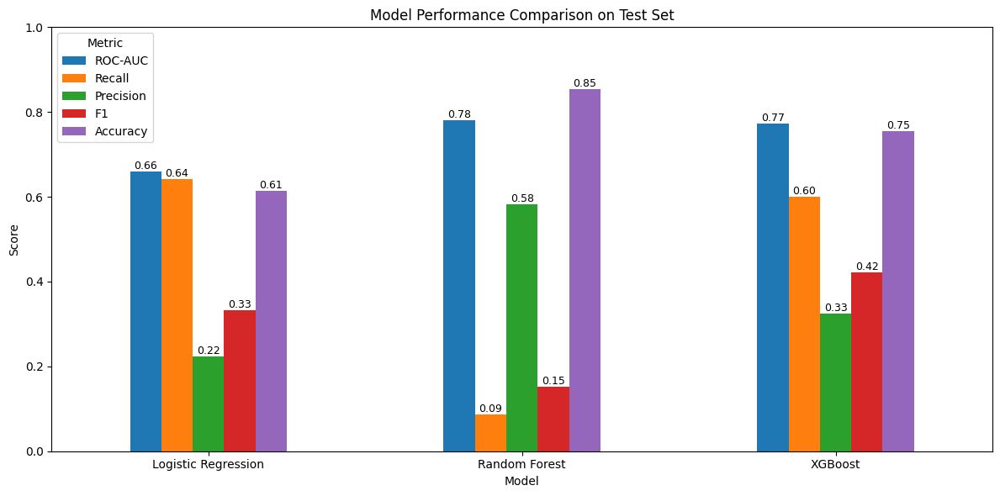 Model Performance Comparison on Test Set
1.0
0.8
0.6
0.4
0.2
0.0
Score
Metric
ROC-AUC
Recall
Precision
F1
Accuracy
0.66
0.64
0.22
0.33
0.61
0.78
0.09
0.58
0.15
0.85
0.77
0.60
0.33
0.42
0.75
Logistic Regression
Random Forest
XGBoost
Model